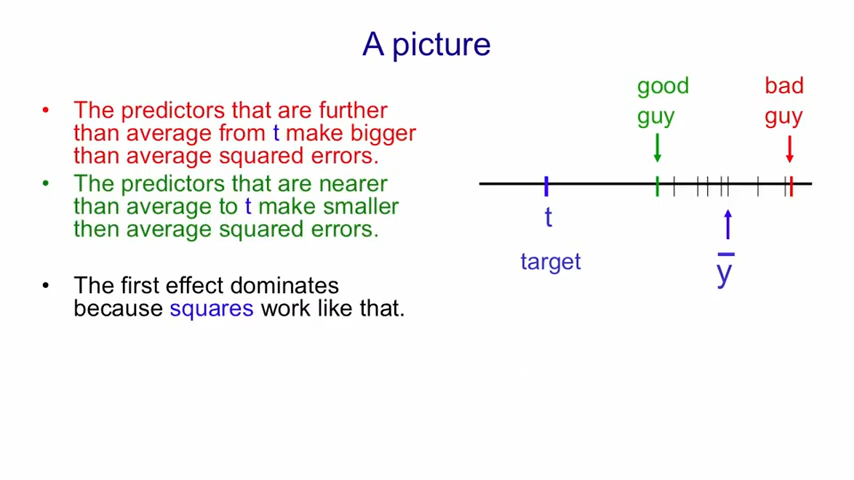 A picture
• The predictors that are further
than average from t make bigger
than average squared errors.
• The predictors that are nearer
than average to t make smaller
then average squared errors.
• The first effect dominates
because squares work like that.
good
guy
bad
guy
t
target
y̅